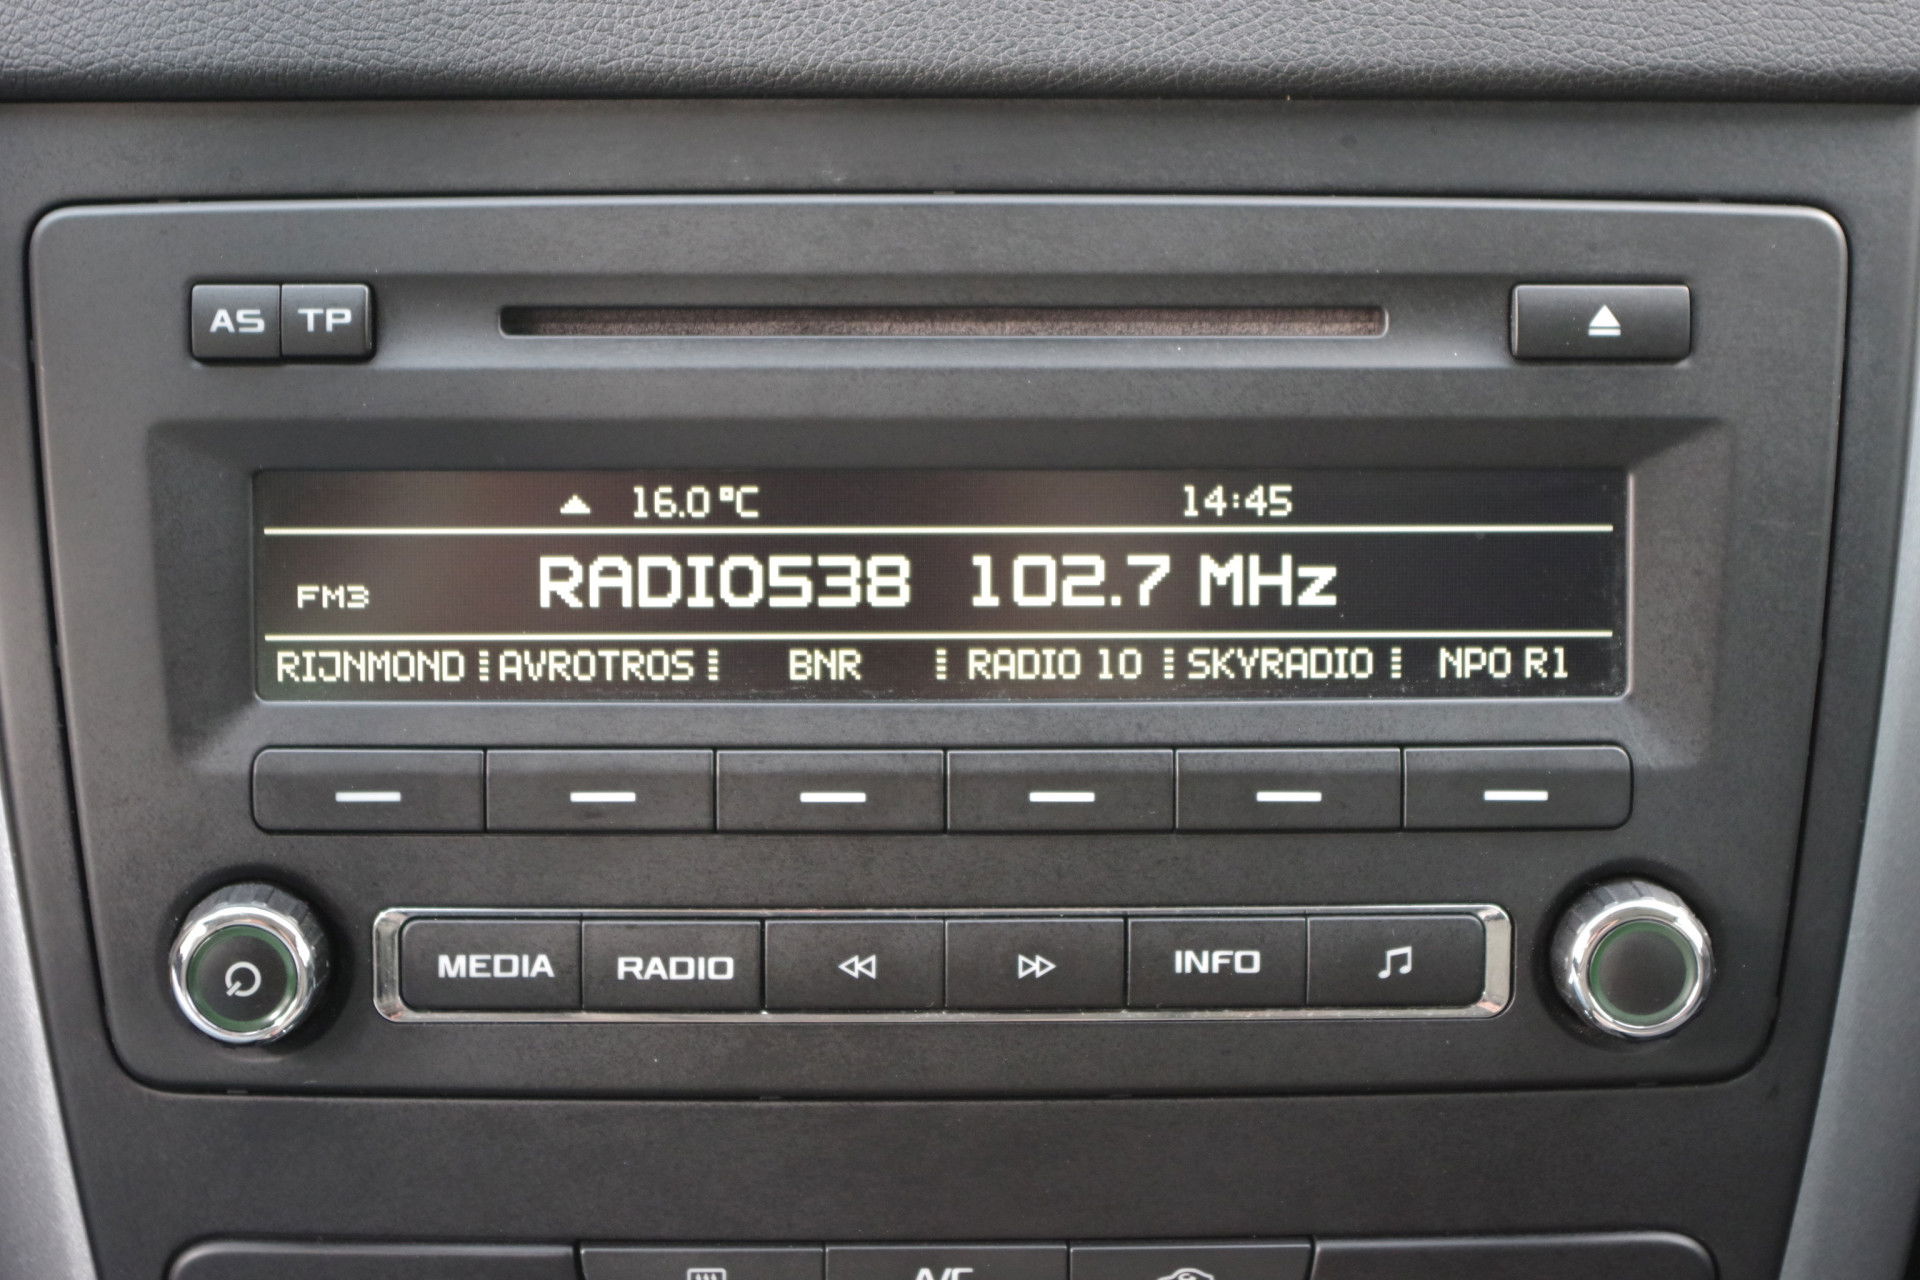 AS TP
16.0°C 14:45
FM3 RADIO538 102.7 MHz
RIJNMOND AVROTROS BNR RADIO 10 SKYRADIO NPO R1
MEDIA RADIO INFO
A/C